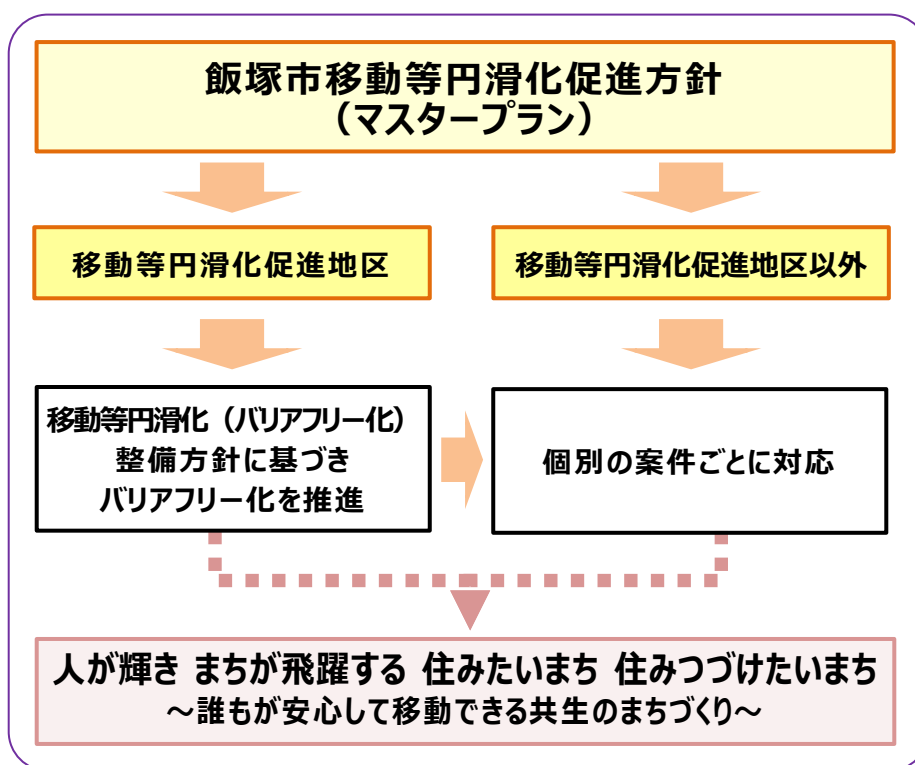 飯塚市移動等円滑化促進方針
（マスタープラン）
移動等円滑化促進地区
移動等円滑化促進地区以外
移動等円滑化（バリアフリー化）
整備方針に基づき
バリアフリー化を推進
個別の案件ごとに対応
人が輝き まちが飛躍する 住みたいまち 住みつづけたいまち
～誰もが安心して移動できる共生のまちづくり～